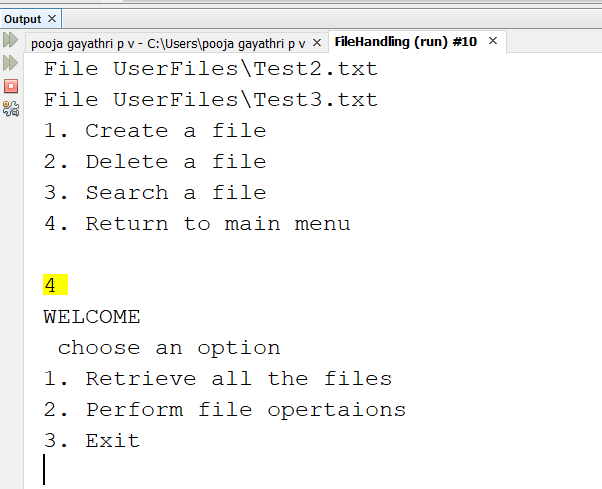 Output
pooja gayathri p v - C:\Users\pooja gayathri p v
FileHandling (run) #10
File UserFiles\Test2.txt
File UserFiles\Test3.txt
1. Create a file
2. Delete a file
3. Search a file
4. Return to main menu
4
WELCOME
choose an option
1. Retrieve all the files
2. Perform file opertaions
3. Exit